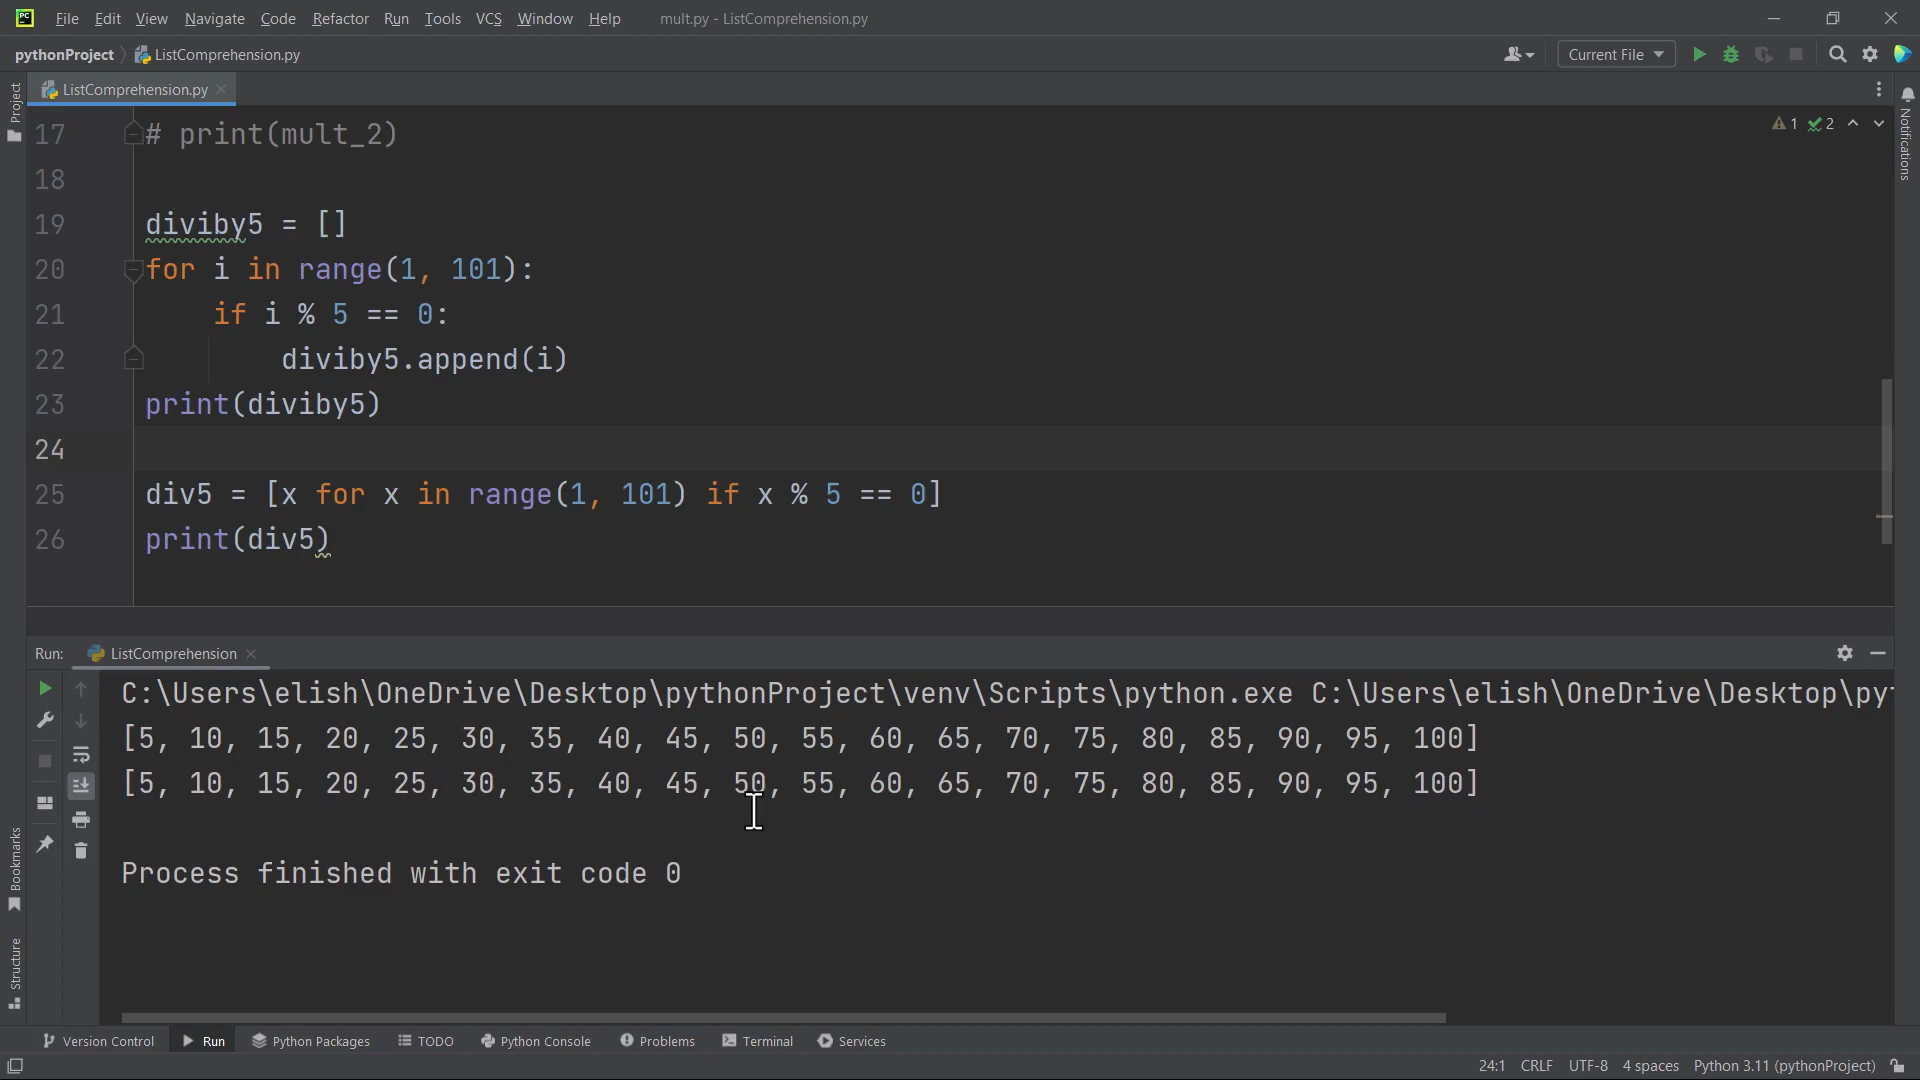 PC
File Edit View Navigate Code Refactor Run Tools VCS Window Help mult.py - ListComprehension.py
pythonProject ListComprehension.py Current File
Project
ListComprehension.py
Notifications
1 2
17 # print(mult_2)
18
19 diviby5 = []
20 for i in range(1, 101):
21 if i % 5 == 0:
22 diviby5.append(i)
23 print(diviby5)
24
25 div5 = [x for x in range(1, 101) if x % 5 == 0]
26 print(div5)
Run: ListComprehension
C:\Users\elish\OneDrive\Desktop\pythonProject\venv\Scripts\python.exe C:\Users\elish\OneDrive\Desktop\py
[5, 10, 15, 20, 25, 30, 35, 40, 45, 50, 55, 60, 65, 70, 75, 80, 85, 90, 95, 100]
[5, 10, 15, 20, 25, 30, 35, 40, 45, 50, 55, 60, 65, 70, 75, 80, 85, 90, 95, 100]
Process finished with exit code 0
Bookmarks
Structure
Version Control Run Python Packages TODO Python Console Problems Terminal Services
24:1 CRLF UTF-8 4 spaces Python 3.11 (pythonProject)